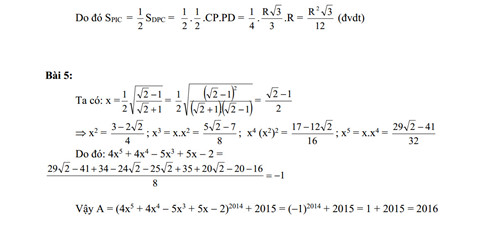 Do đó S_PIC = 1/2 S_DPC = 1/2 . 1/2 .CP.PD = 1/4 . R√3/3 .R = R²√3/12 (đvdt)
Bài 5:
Ta có: x = 1/2 √((√2 −1)/(√2 +1)) = 1/2 √((√2 −1)²/((√2 +1)(√2 −1))) = (√2 −1)/2
⇒ x² = (3 − 2√2)/4 ; x³ = x.x² = (5√2 − 7)/8 ; x⁴ (x²)² = (17 −12√2)/16 ; x⁵ = x.x⁴ = (29√2 − 41)/32
Do đó: 4x⁵ + 4x⁴ − 5x³ + 5x − 2 =
(29√2 − 41 + 34 − 24√2 − 25√2 + 35 + 20√2 − 20 −16)/8 = −1
Vậy A = (4x⁵ + 4x⁴ − 5x³ + 5x − 2)²⁰¹⁴ + 2015 = (−1)²⁰¹⁴ + 2015 = 1 + 2015 = 2016